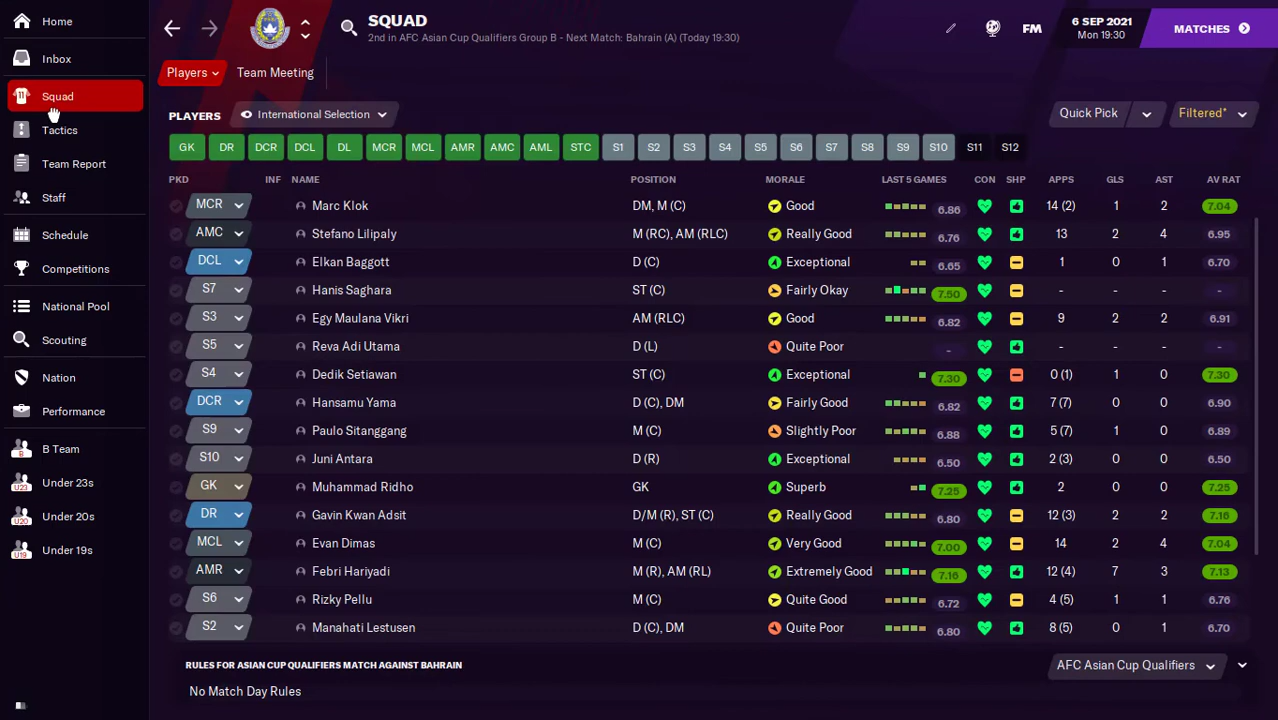 Home
Inbox
Squad
Tactics
Team Report
Staff
Schedule
Competitions
National Pool
Scouting
Nation
Performance
B B Team
U23 Under 23s
U20 Under 20s
U19 Under 19s
SQUAD
2nd in AFC Asian Cup Qualifiers Group B - Next Match: Bahrain (A) (Today 19:30)
FM
6 SEP 2021
Mon 19:30
MATCHES
Players Team Meeting
PLAYERS International Selection Quick Pick Filtered*
GK DR DCR DCL DL MCR MCL AMR AMC AML STC S1 S2 S3 S4 S5 S6 S7 S8 S9 S10 S11 S12
PKD INF NAME POSITION MORALE LAST 5 GAMES CON SHP APPS GLS AST AV RAT
MCR Marc Klok DM, M (C) Good 6.86 14 (2) 1 2 7.04
AMC Stefano Lilipaly M (RC), AM (RLC) Really Good 6.76 13 2 4 6.95
DCL Elkan Baggott D (C) Exceptional 6.65 1 0 1 6.70
S7 Hanis Saghara ST (C) Fairly Okay 7.50 - - - -
S3 Egy Maulana Vikri AM (RLC) Good 6.82 9 2 2 6.91
S5 Reva Adi Utama D (L) Quite Poor - - - - -
S4 Dedik Setiawan ST (C) Exceptional 7.30 0 (1) 1 0 7.30
DCR Hansamu Yama D (C), DM Fairly Good 6.82 7 (7) 0 0 6.90
S9 Paulo Sitanggang M (C) Slightly Poor 6.88 5 (7) 1 0 6.89
S10 Juni Antara D (R) Exceptional 6.50 2 (3) 0 0 6.50
GK Muhammad Ridho GK Superb 7.25 2 0 0 7.25
DR Gavin Kwan Adsit D/M (R), ST (C) Really Good 6.80 12 (3) 2 2 7.16
MCL Evan Dimas M (C) Very Good 7.00 14 2 4 7.04
AMR Febri Hariyadi M (R), AM (RL) Extremely Good 7.16 12 (4) 7 3 7.13
S6 Rizky Pellu M (C) Quite Good 6.72 4 (5) 1 1 6.76
S2 Manahati Lestusen D (C), DM Quite Poor 6.80 8 (5) 0 1 6.70
RULES FOR ASIAN CUP QUALIFIERS MATCH AGAINST BAHRAIN AFC Asian Cup Qualifiers
No Match Day Rules